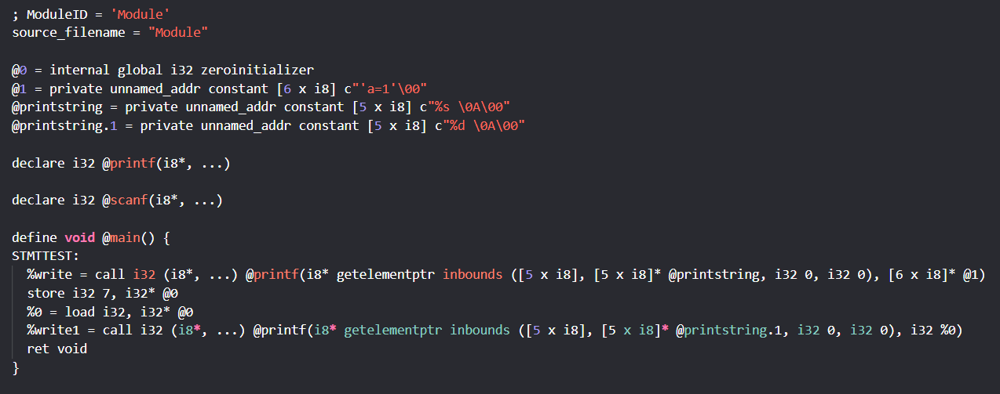 ; ModuleID = 'Module'
source_filename = "Module"
@0 = internal global i32 zeroinitializer
@1 = private unnamed_addr constant [6 x i8] c"'a=1'\00"
@printstring = private unnamed_addr constant [5 x i8] c"%s \0A\00"
@printstring.1 = private unnamed_addr constant [5 x i8] c"%d \0A\00"
declare i32 @printf(i8*, ...)
declare i32 @scanf(i8*, ...)
define void @main() {
STMTTEST:
  %write = call i32 (i8*, ...) @printf(i8* getelementptr inbounds ([5 x i8], [5 x i8]* @printstring, i32 0, i32 0), [6 x i8]* @1)
  store i32 7, i32* @0
  %0 = load i32, i32* @0
  %write1 = call i32 (i8*, ...) @printf(i8* getelementptr inbounds ([5 x i8], [5 x i8]* @printstring.1, i32 0, i32 0), i32 %0)
  ret void
}